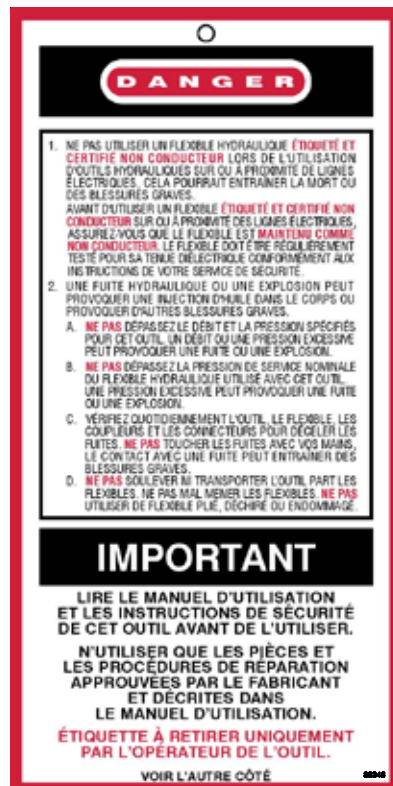 DANGER
1. NE PAS UTILISER UN FLEXIBLE HYDRAULIQUE ÉTIQUETÉ ET
CERTIFIÉ NON CONDUCTEUR LORS DE L'UTILISATION
D'OUTILS HYDRAULIQUES SUR OU À PROXIMITÉ DE LIGNES
ÉLECTRIQUES, CELA POURRAIT ENTRAÎNER LA MORT OU
DES BLESSURES GRAVES.
AVANT D'UTILISER UN FLEXIBLE ÉTIQUETÉ ET CERTIFIÉ NON
CONDUCTEUR SUR OU À PROXIMITÉ DES LIGNES ÉLECTRIQUES,
ASSUREZ-VOUS QUE LE FLEXIBLE EST MAINTENU COMME
NON CONDUCTEUR. LE FLEXIBLE DOIT ÊTRE RÉGULIÈREMENT
TESTÉ POUR SA TENUE DIÉLECTRIQUE CONFORMÉMENT AUX
INSTRUCTIONS DE VOTRE SERVICE DE SÉCURITÉ.
2. UNE FUITE HYDRAULIQUE OU UNE EXPLOSION PEUT
PROVOQUER UNE INJECTION D'HUILE DANS LE CORPS OU
PROVOQUER D'AUTRES BLESSURES GRAVES.
A. NE PAS DÉPASSEZ LE DÉBIT ET LA PRESSION SPÉCIFIÉS
POUR CET OUTIL. UN DÉBIT OU UNE PRESSION EXCESSIVE
PEUT PROVOQUER UNE FUITE OU UNE EXPLOSION.
B. NE PAS DÉPASSEZ LA PRESSION DE SERVICE NOMINALE
DU FLEXIBLE HYDRAULIQUE UTILISÉ AVEC CET OUTIL.
UNE PRESSION EXCESSIVE PEUT PROVOQUER UNE FUITE
OU UNE EXPLOSION.
C. VÉRIFIEZ QUOTIDIENNEMENT L'OUTIL, LE FLEXIBLE, LES
COUPLEURS ET LES CONNECTEURS POUR DÉCELER LES
FUITES. NE PAS TOUCHER LES FUITES AVEC VOS MAINS,
LE CONTACT AVEC UNE FUITE PEUT ENTRAÎNER DES
BLESSURES GRAVES.
D. NE PAS SOULEVER NI TRANSPORTER L'OUTIL PART LES
FLEXIBLES. NE PAS MAL MENER LES FLEXIBLES. NE PAS
UTILISER DE FLEXIBLE PLIÉ, DÉCHIRÉ OU ENDOMMAGÉ.
IMPORTANT
LIRE LE MANUEL D'UTILISATION
ET LES INSTRUCTIONS DE SÉCURITÉ
DE CET OUTIL AVANT DE L'UTILISER.
N'UTILISER QUE LES PIÈCES ET
LES PROCÉDURES DE RÉPARATION
APPROUVÉES PAR LE FABRICANT
ET DÉCRITES DANS
LE MANUEL D'UTILISATION.
ÉTIQUETTE À RETIRER UNIQUEMENT
PAR L'OPÉRATEUR DE L'OUTIL.
VOIR L'AUTRE CÔTÉ